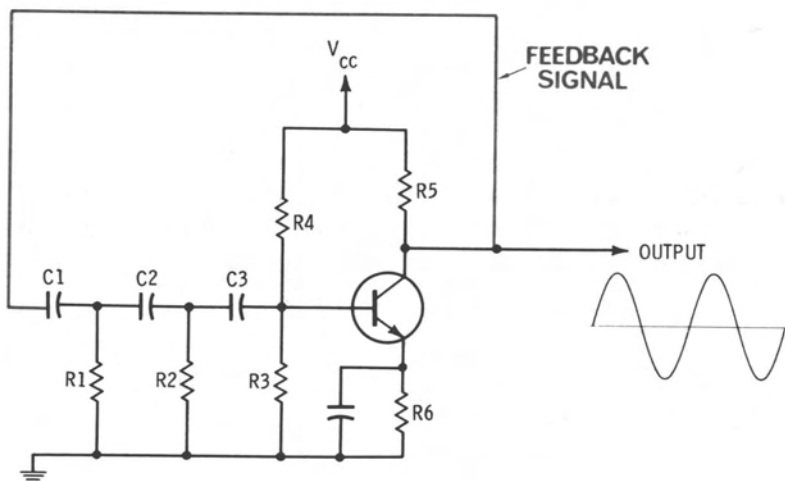 V
CC
FEEDBACK
SIGNAL
R4
R5
OUTPUT
C1
C2
C3
R1
R2
R3
R6